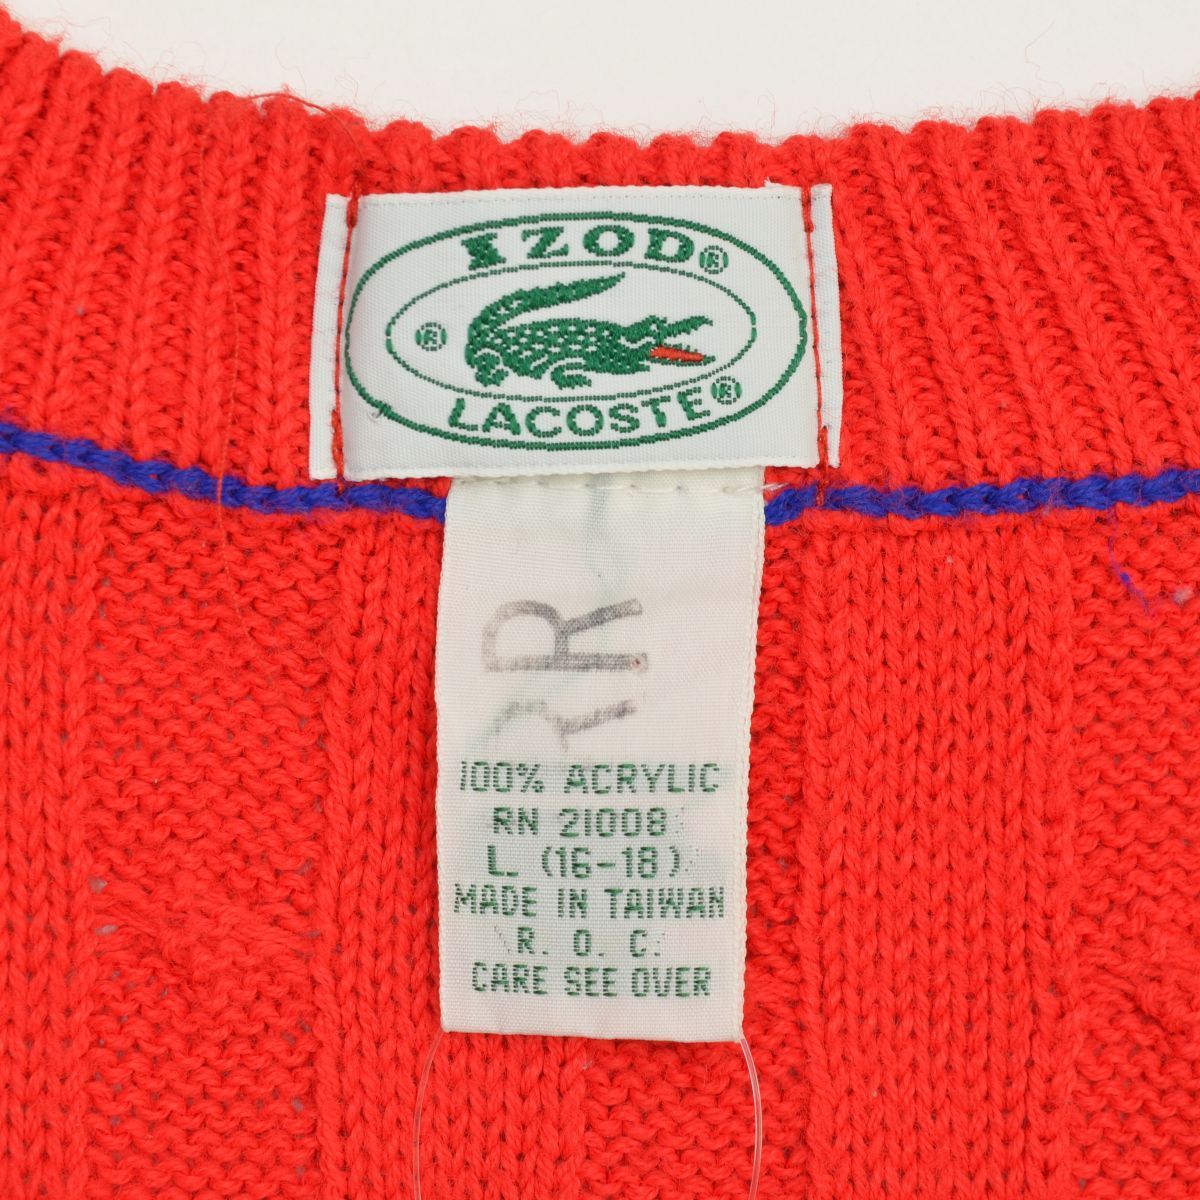 IZOD®
®
LACOSTE®
R
100% ACRYLIC
RN 21008
L. (16-18)
MADE IN TAIWAN
R. O. C.
CARE SEE OVER